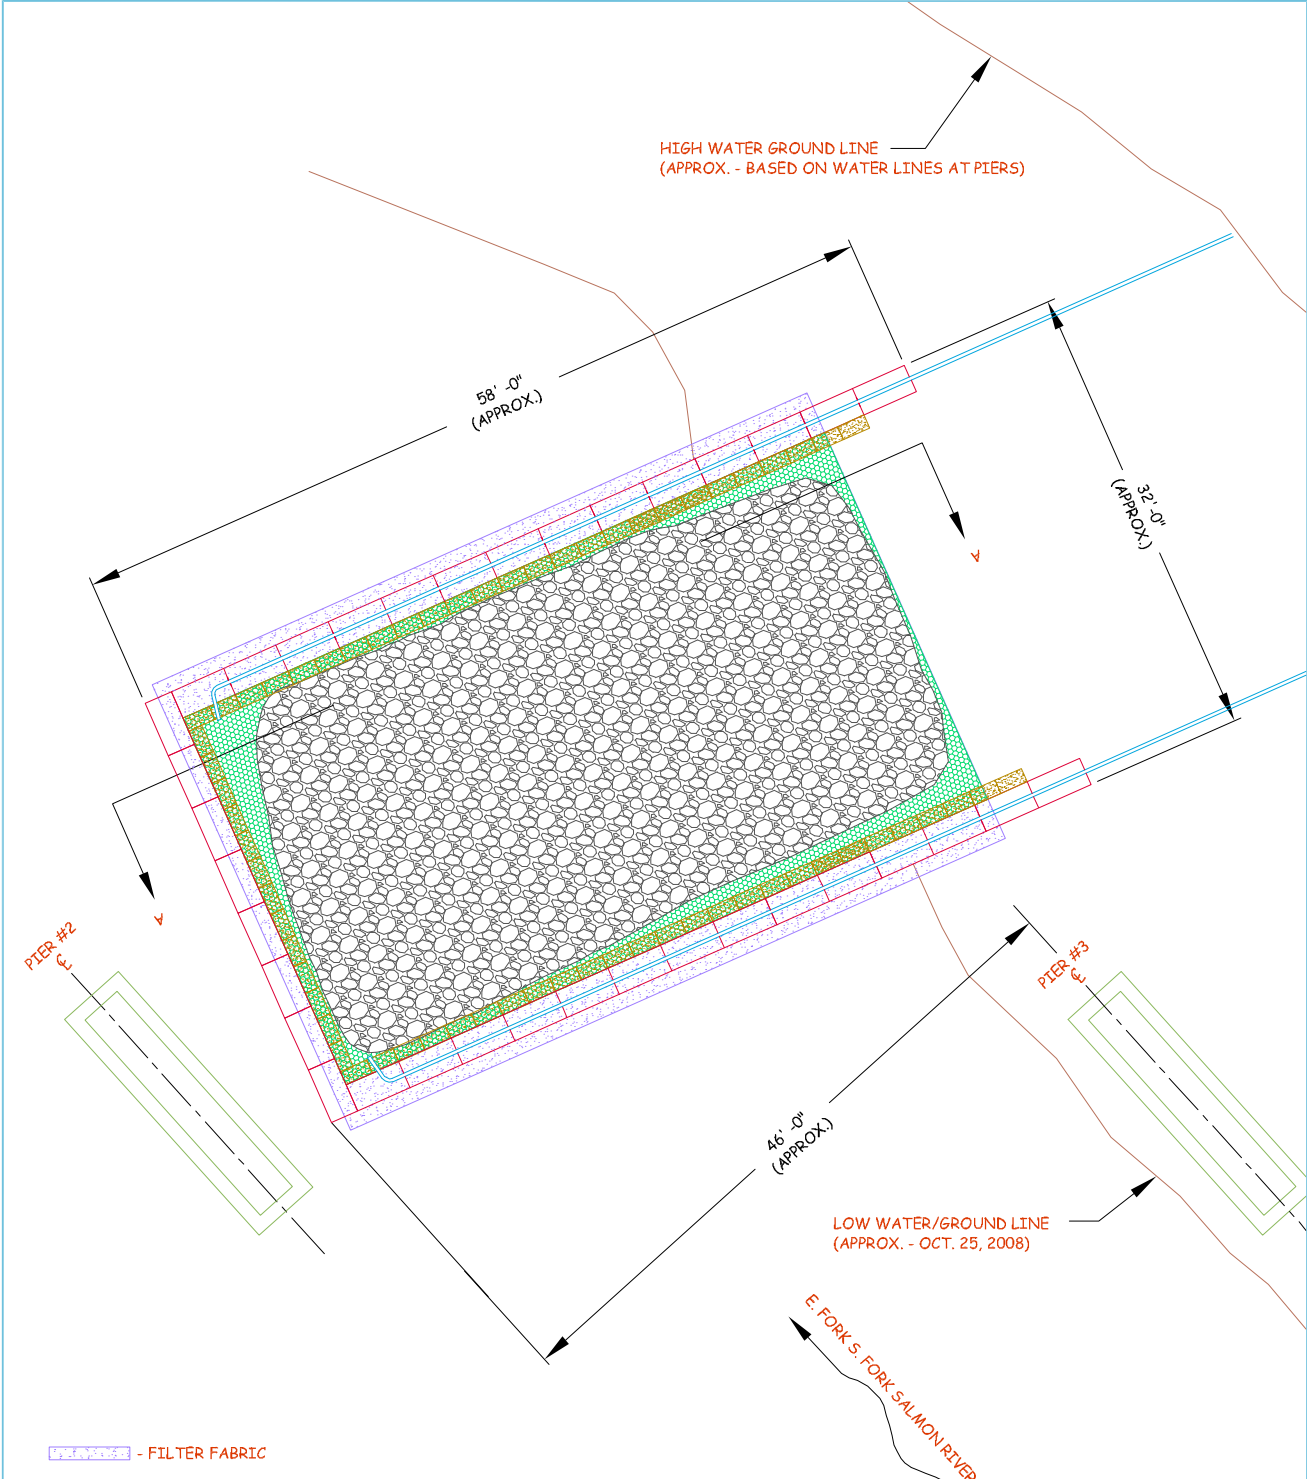 HIGH WATER GROUND LINE
(APPROX. - BASED ON WATER LINES AT PIERS)
58' -0"
(APPROX.)
32'-0"
(APPROX.)
A
A
PIER #2
℄
PIER #3
℄
46' -0"
(APPROX.)
LOW WATER/GROUND LINE
(APPROX. - OCT. 25, 2008)
E. FORK S. FORK SALMON RIVER
- FILTER FABRIC